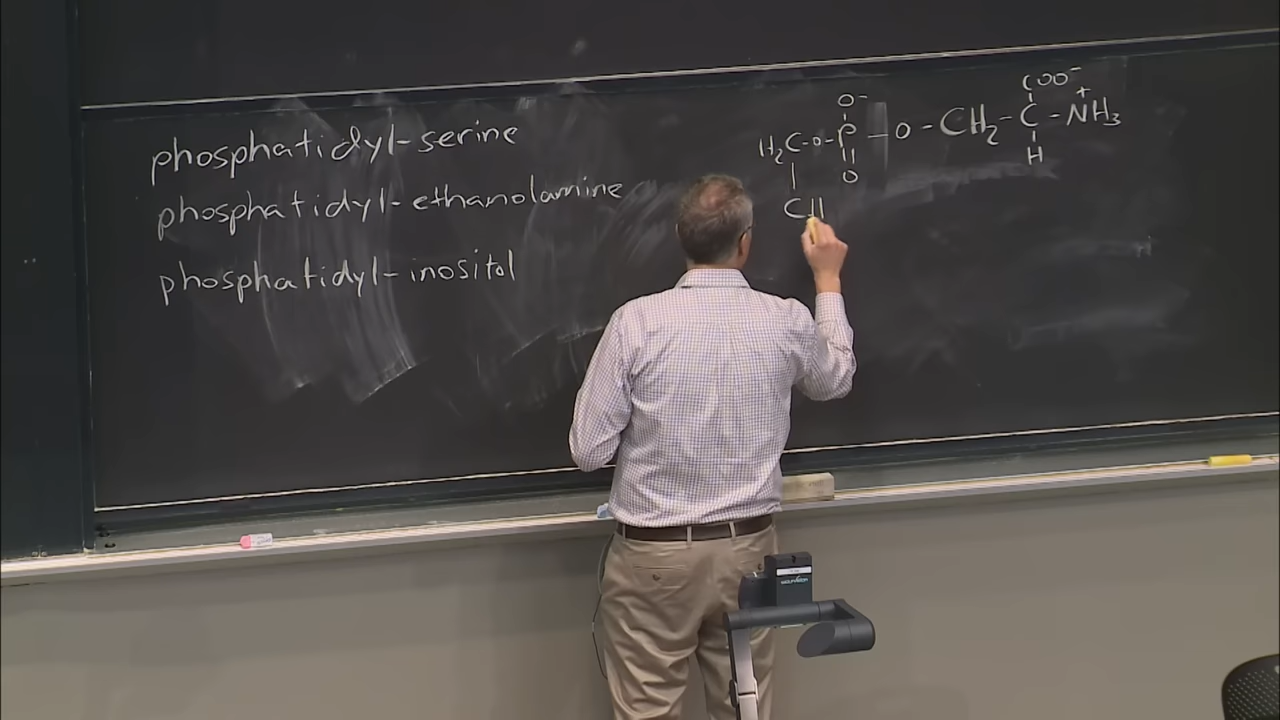 phosphatidyl-serine
phosphatidyl-ethanolamine
phosphatidyl-inositol
COO⁻
O⁻
H₂C-O-P-O-CH₂-C-NH₃⁺
O
H
CH